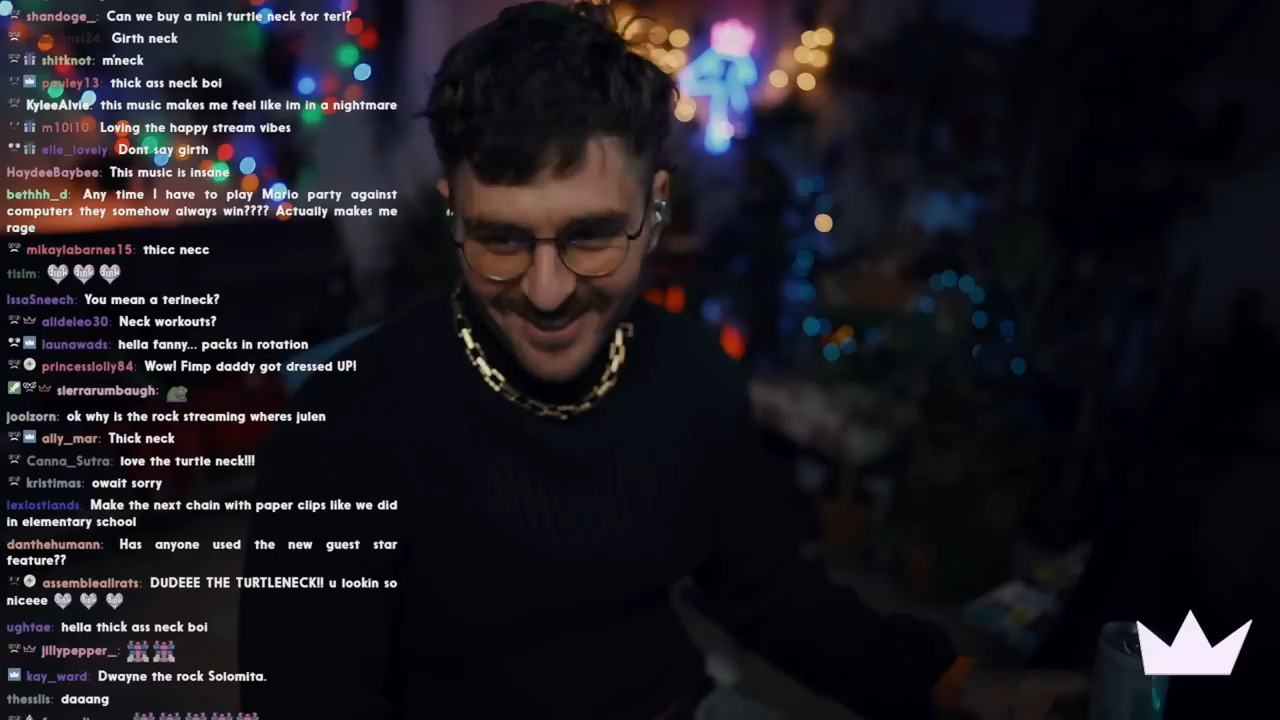 shandoge_: Can we buy a mini turtle neck for teri?
Girth neck
shitknot: m'neck
pauley13: thick ass neck boi
KyleeAlvie: this music makes me feel like im in a nightmare
m10l10: Loving the happy stream vibes
elle_lovely: Dont say girth
HaydeeBaybee: This music is insane
bethhh_d: Any time I have to play Mario party against
computers they somehow always win???? Actually makes me
rage
mikaylabarnes15: thicc necc
tisim:
IssaSneech: You mean a terineck?
alldeleo30: Neck workouts?
launawads: hella fanny... packs in rotation
princesslolly84: Wow! Fimp daddy got dressed UP!
sierrarumbaugh:
joolzorn: ok why is the rock streaming wheres julen
ally_mar: Thick neck
Canna_Sutra: love the turtle neck!!!
kristimas: owait sorry
lexlostlands: Make the next chain with paper clips like we did
in elementary school
danthehumann: Has anyone used the new guest star
feature??
assembleallrats: DUDEEE THE TURTLENECK!! u lookin so
niceee
ughtae: hella thick ass neck boi
jillypepper_:
kay_ward: Dwayne the rock Solomita.
thesslis: daaang